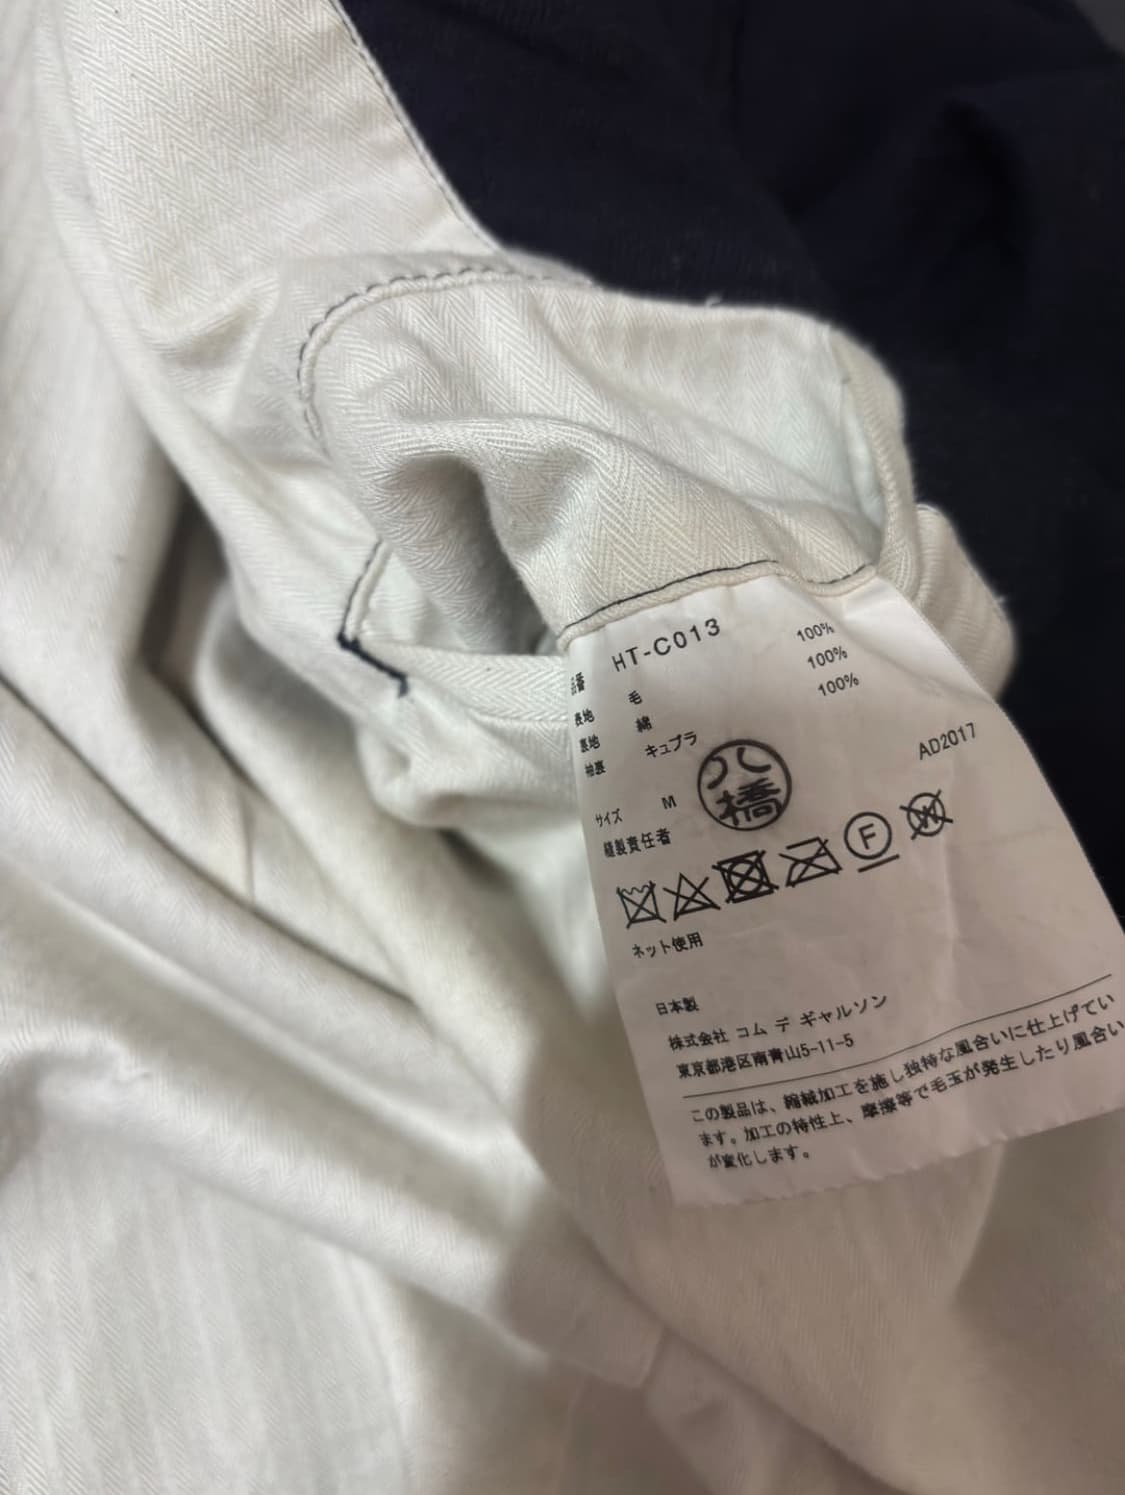 品番 HT-C013
表地 毛 100%
裏地 綿 100%
袖裏 キュプラ 100%
AD2017
サイズ M
縫製責任者 八橋
F
W
ネット使用
日本製
株式会社 コム デ ギャルソン
東京都港区南青山5-11-5
この製品は、縮絨加工を施し独特な風合いに仕上げてい
ます。加工の特性上、摩擦等で毛玉が発生したり風合い
が変化します。